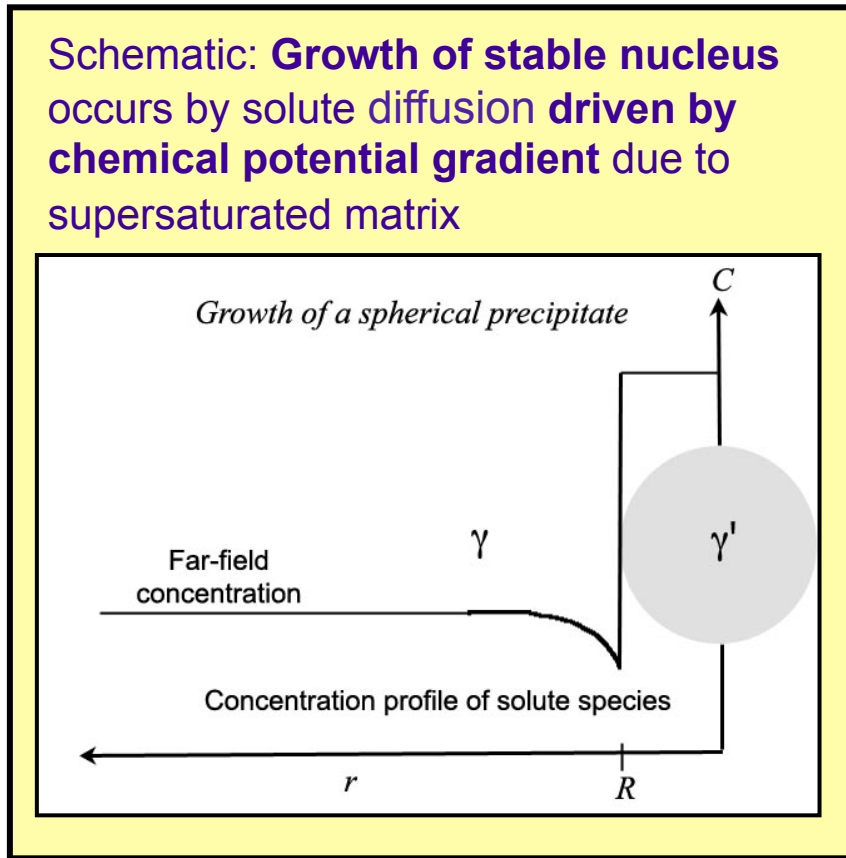 Schematic: Growth of stable nucleus
occurs by solute diffusion driven by
chemical potential gradient due to
supersaturated matrix
C
Growth of a spherical precipitate
γ
γ'
Far-field
concentration
Concentration profile of solute species
r
R